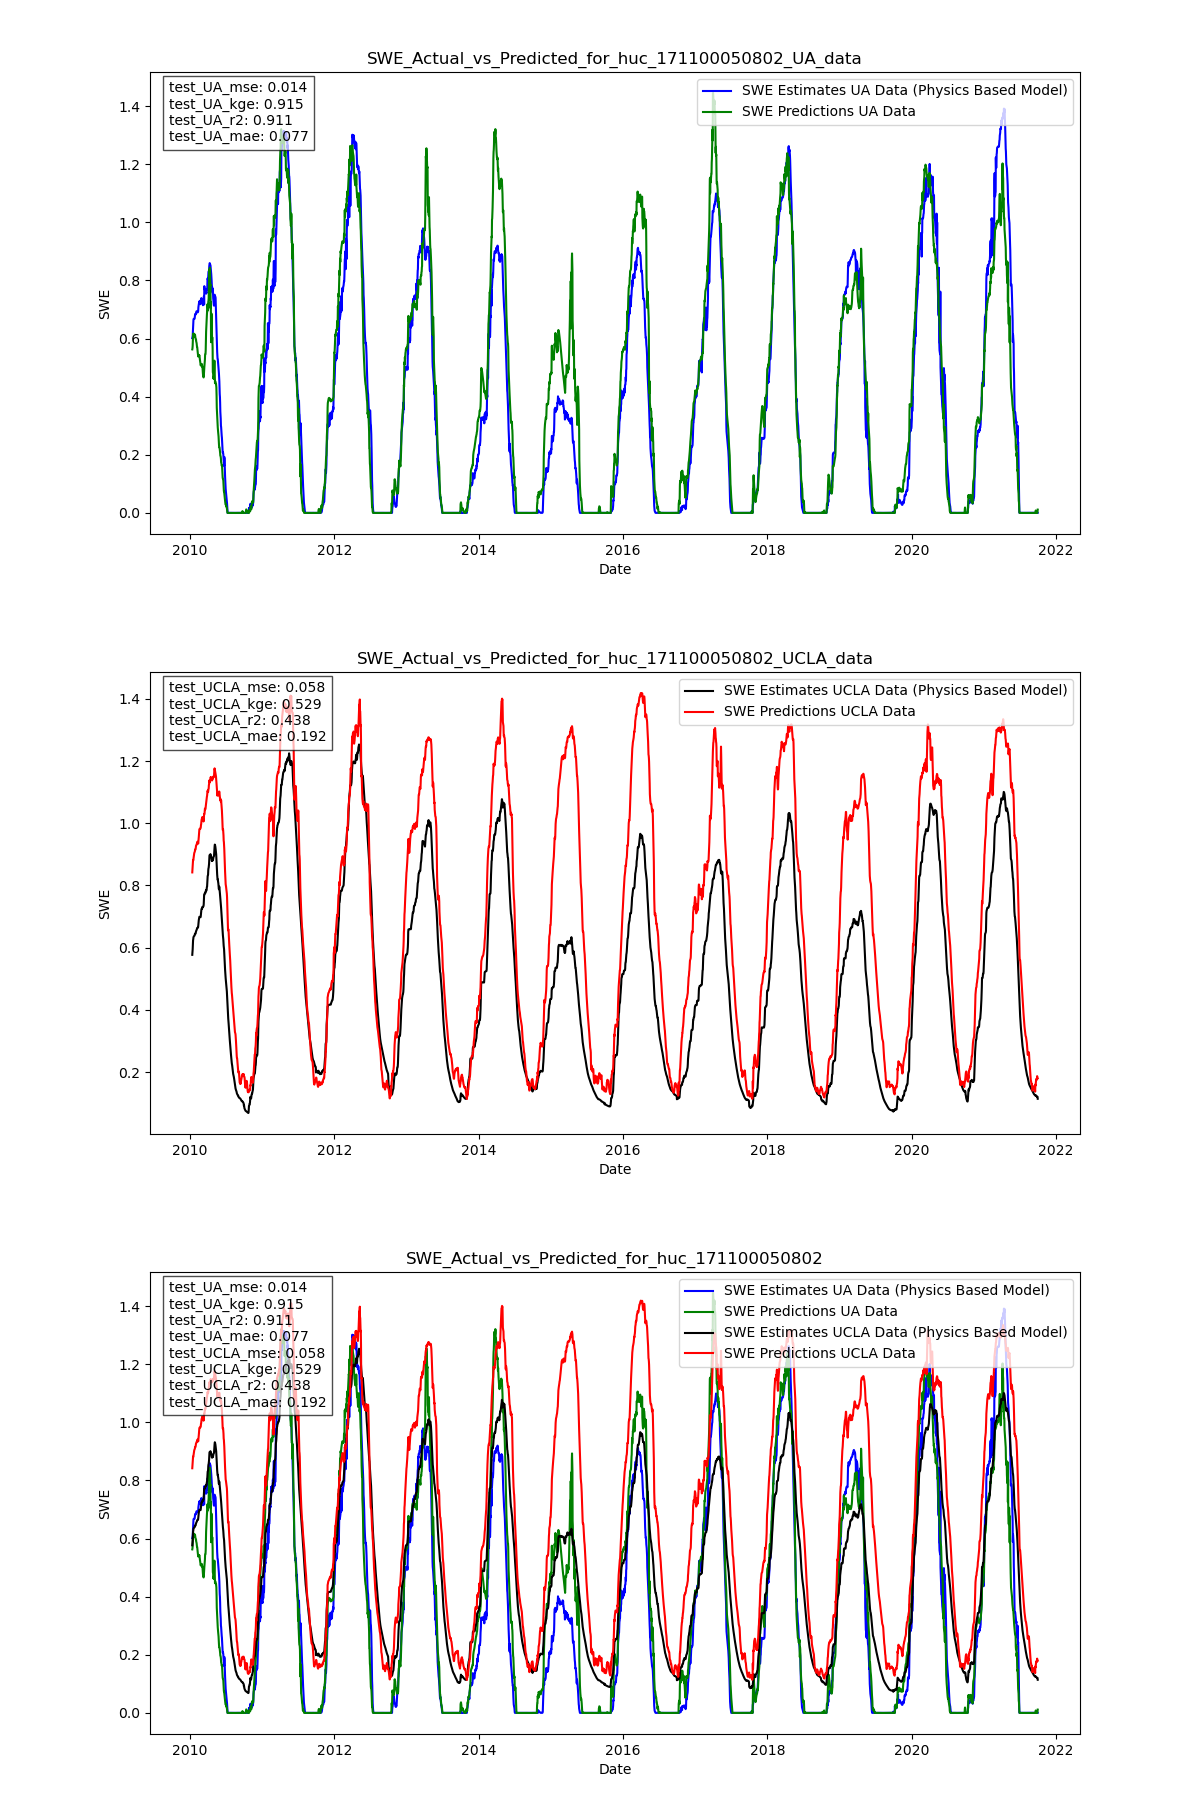 SWE_Actual_vs_Predicted_for_huc_171100050802_UA_data
test_UA_mse: 0.014
test_UA_kge: 0.915
test_UA_r2: 0.911
test_UA_mae: 0.077
SWE Estimates UA Data (Physics Based Model)
SWE Predictions UA Data
1.4
1.2
1.0
0.8
0.6
0.4
0.2
0.0
SWE
2010
2012
2014
2016
2018
2020
2022
Date
SWE_Actual_vs_Predicted_for_huc_171100050802_UCLA_data
test_UCLA_mse: 0.058
test_UCLA_kge: 0.529
test_UCLA_r2: 0.438
test_UCLA_mae: 0.192
SWE Estimates UCLA Data (Physics Based Model)
SWE Predictions UCLA Data
1.4
1.2
1.0
0.8
0.6
0.4
0.2
SWE
2010
2012
2014
2016
2018
2020
2022
Date
SWE_Actual_vs_Predicted_for_huc_171100050802
test_UA_mse: 0.014
test_UA_kge: 0.915
test_UA_r2: 0.911
test_UA_mae: 0.077
test_UCLA_mse: 0.058
test_UCLA_kge: 0.529
test_UCLA_r2: 0.438
test_UCLA_mae: 0.192
SWE Estimates UA Data (Physics Based Model)
SWE Predictions UA Data
SWE Estimates UCLA Data (Physics Based Model)
SWE Predictions UCLA Data
1.4
1.2
1.0
0.8
0.6
0.4
0.2
0.0
SWE
2010
2012
2014
2016
2018
2020
2022
Date